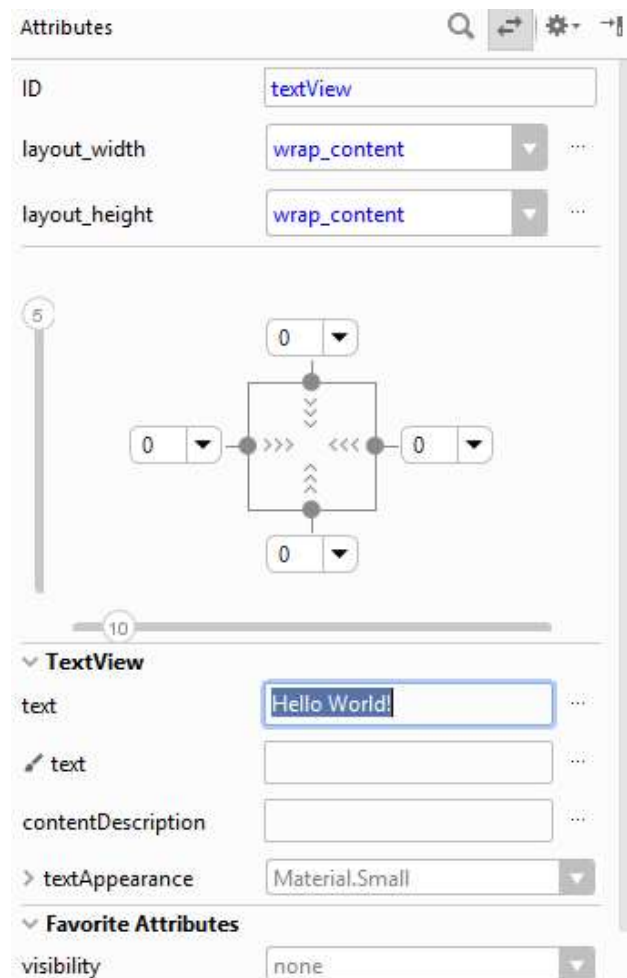 Attributes
ID textView
layout_width wrap_content ...
layout_height wrap_content ...
5
0
0 >>> <<< 0
0
10
TextView
text Hello World! ...
text ...
contentDescription ...
> textAppearance Material.Small
Favorite Attributes
visibility none